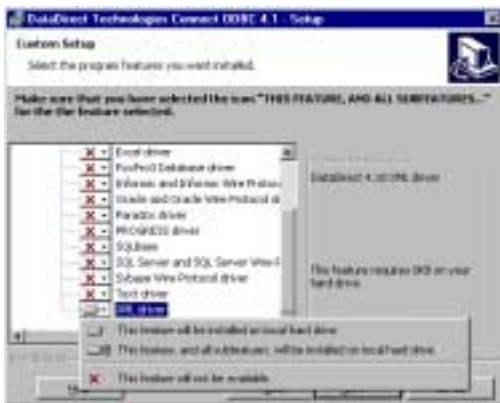 DataDirect Technologies Connect ODBC 4.1 - Setup
Custom Setup
Select the program features you want installed.
Make sure that you have selected the icon "THIS FEATURE, AND ALL SUBFEATURES..."
for the the feature selected.
Excel driver
FoxPro3 Database driver
Informix and Informix Wire Protoco
Oracle and Oracle Wire Protocol d
Paradox driver
PROGRESS driver
SQLBase
SQL Server and SQL Server Wire P
Sybase Wire Protocol driver
Text driver
XML driver
DataDirect 4.10 XML driver
This feature requires 0KB on your
hard drive.
This feature will be installed on local hard drive.
This feature, and all subfeatures, will be installed on local hard drive.
This feature will not be available.